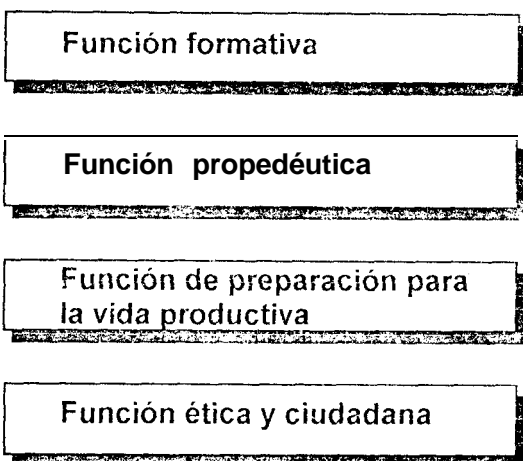 Función formativa
Función propedéutica
Función de preparación para
la vida productiva
Función ética y ciudadana